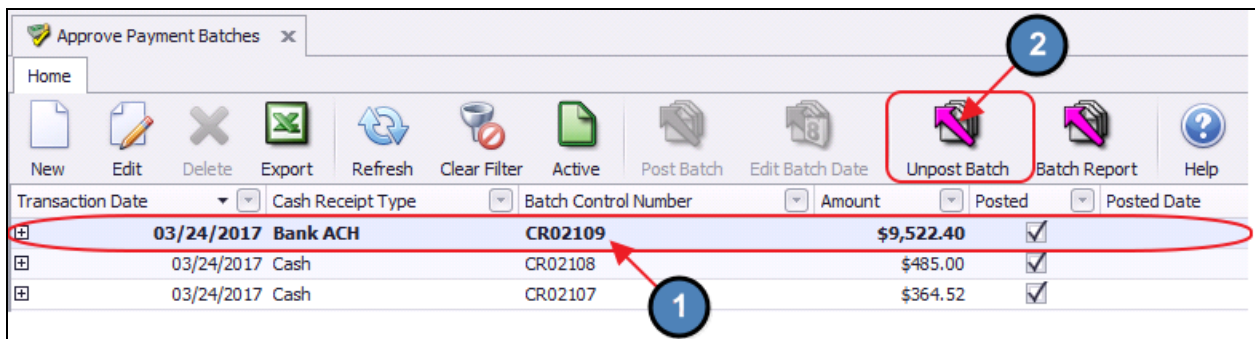 Approve Payment Batches
2
Home
8
New Edit Delete Export Refresh Clear Filter Active Post Batch Edit Batch Date Unpost Batch Batch Report Help
Transaction Date Cash Receipt Type Batch Control Number Amount Posted Posted Date
03/24/2017 Bank ACH CR02109 $9,522.40
03/24/2017 Cash CR02108 $485.00
03/24/2017 Cash CR02107 $364.52
1